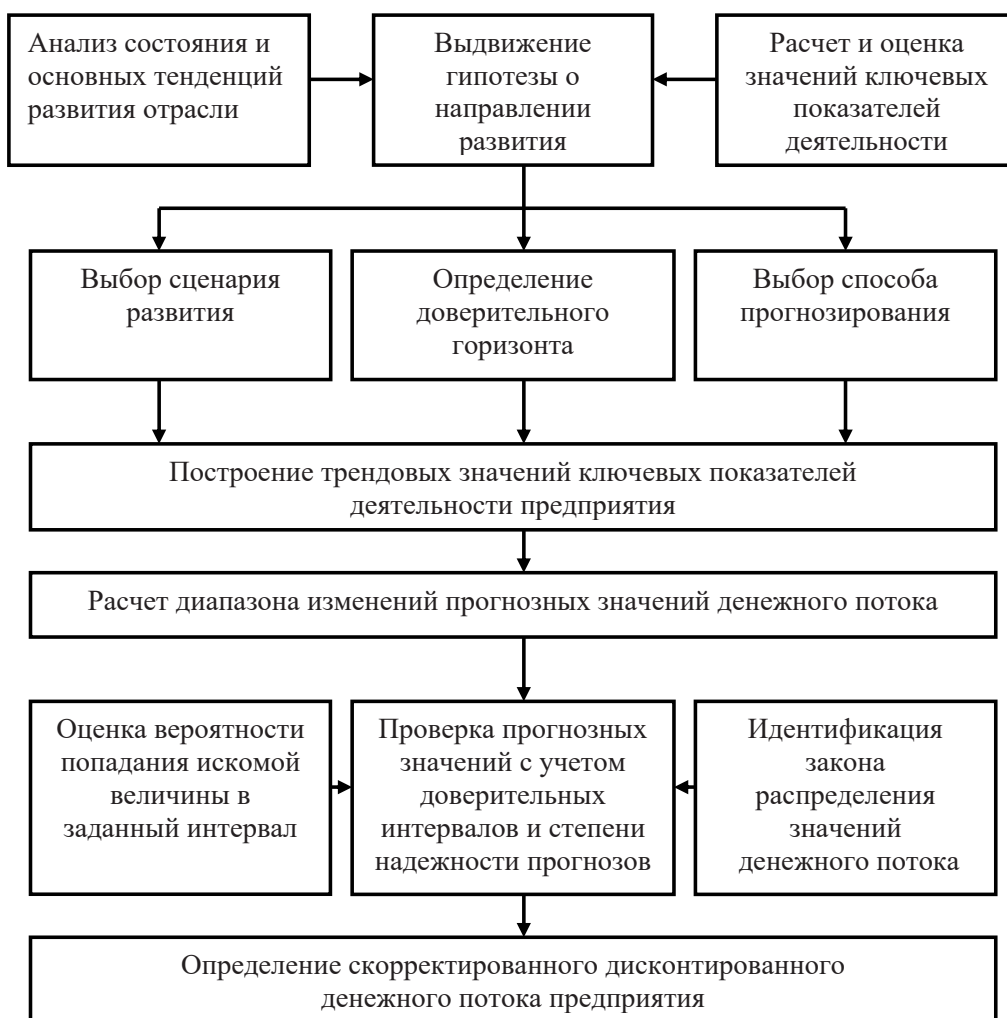 Анализ состояния и
основных тенденций
развития отрасли
Выдвижение
гипотезы о
направлении
развития
Расчет и оценка
значений ключевых
показателей
деятельности
Выбор сценария
развития
Определение
доверительного
горизонта
Выбор способа
прогнозирования
Построение трендовых значений ключевых показателей
деятельности предприятия
Расчет диапазона изменений прогнозных значений денежного потока
Оценка вероятности
попадания искомой
величины в
заданный интервал
Проверка прогнозных
значений с учетом
доверительных
интервалов и степени
надежности прогнозов
Идентификация
закона
распределения
значений
денежного потока
Определение скорректированного дисконтированного
денежного потока предприятия